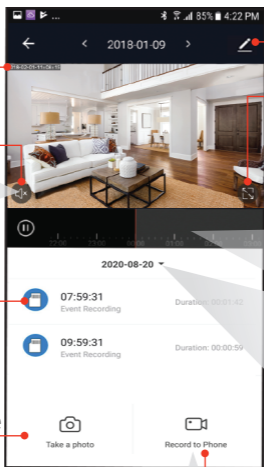 85% 4:22 PM
2018-01-09
2020-08-20
07:59:31
Event Recording
Duration: 00:01:42
09:59:31
Event Recording
Duration: 00:00:59
Take a photo
Record to Phone